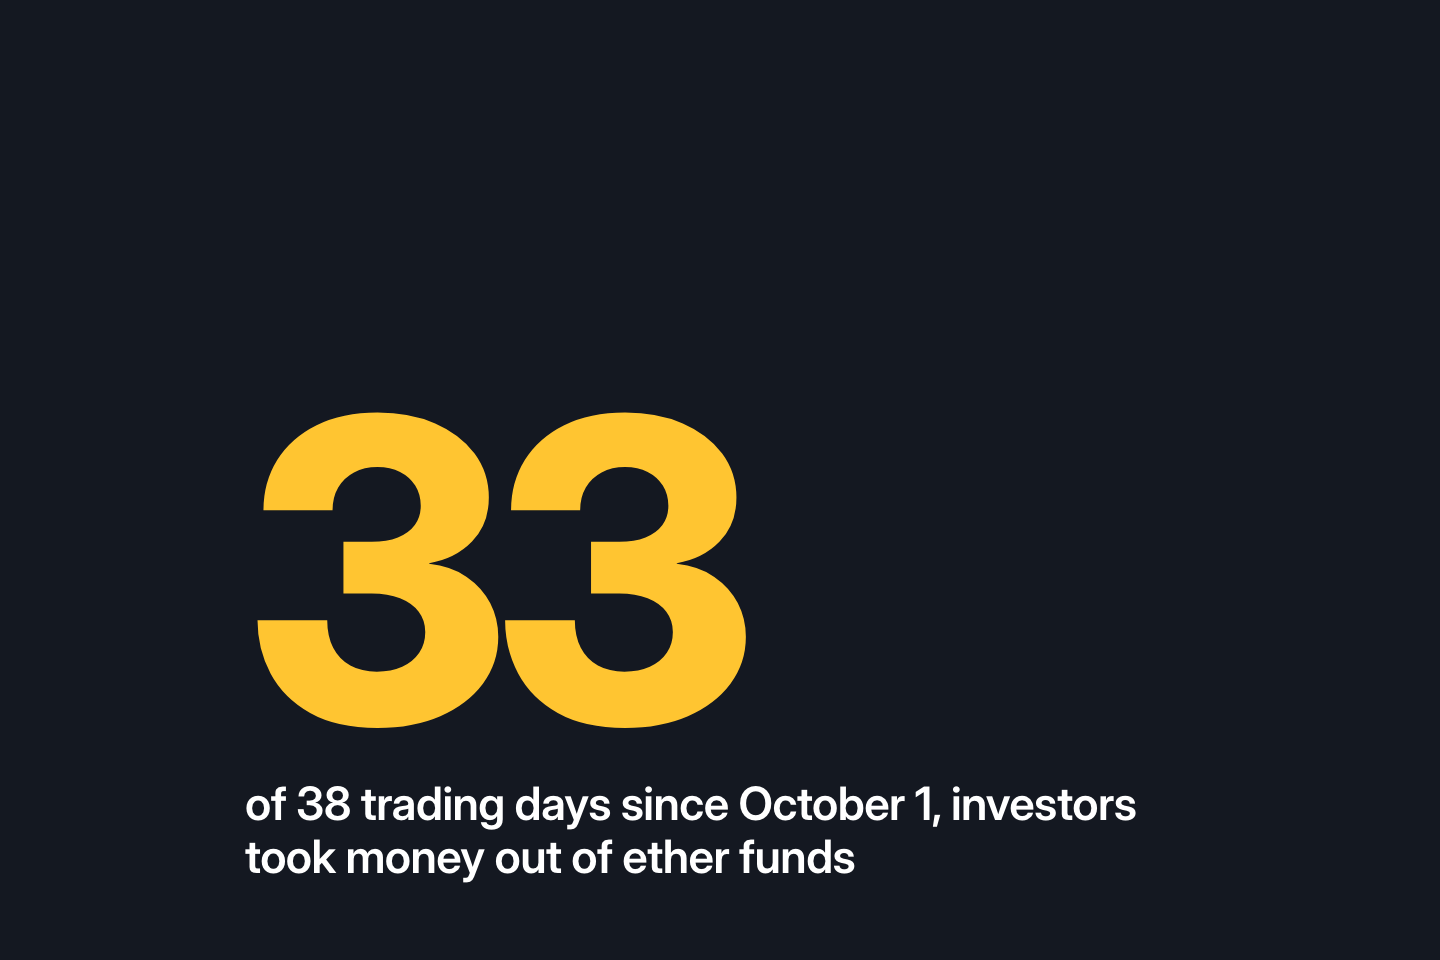 33
of 38 trading days since October 1, investors
took money out of ether funds